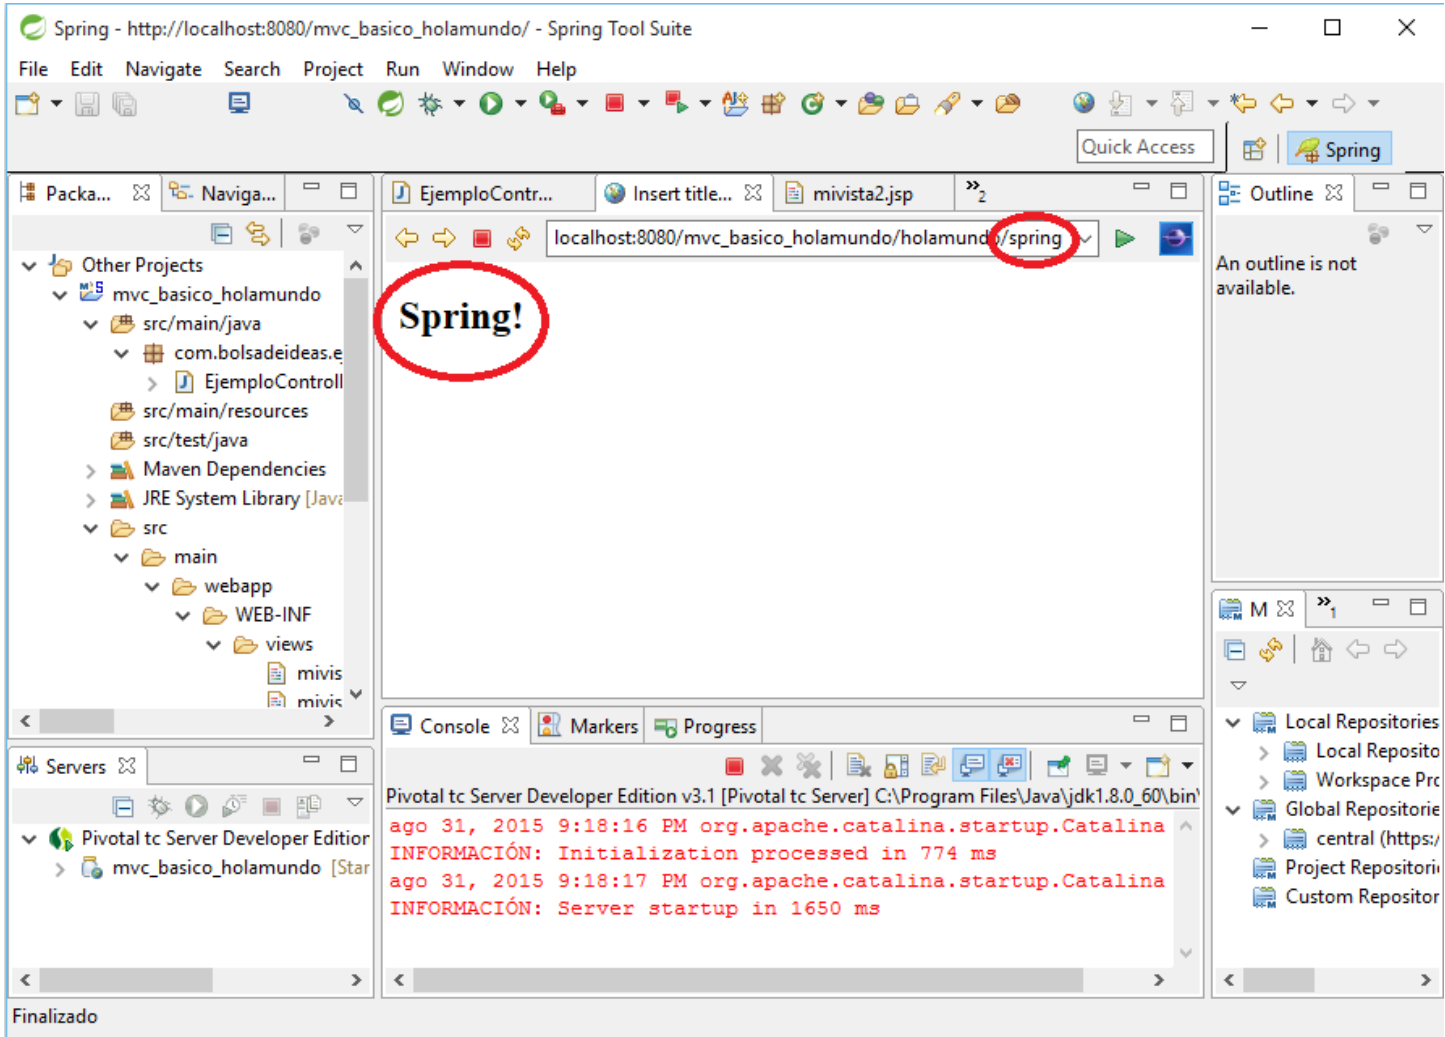 Spring - http://localhost:8080/mvc_basico_holamundo/ - Spring Tool Suite
File Edit Navigate Search Project Run Window Help
Quick Access
Spring
Packa...
Naviga...
Other Projects
mvc_basico_holamundo
src/main/java
com.bolsadeideas.e
EjemploControll
src/main/resources
src/test/java
Maven Dependencies
JRE System Library [Java
src
main
webapp
WEB-INF
views
mivis
mivis
Servers
Pivotal tc Server Developer Edition
mvc_basico_holamundo [Star
EjemploContr...
Insert title...
mivista2.jsp
»2
localhost:8080/mvc_basico_holamundo/holamundo/spring
Spring!
Console
Markers
Progress
Pivotal tc Server Developer Edition v3.1 [Pivotal tc Server] C:\Program Files\Java\jdk1.8.0_60\bin\
ago 31, 2015 9:18:16 PM org.apache.catalina.startup.Catalina
INFORMACIÓN: Initialization processed in 774 ms
ago 31, 2015 9:18:17 PM org.apache.catalina.startup.Catalina
INFORMACIÓN: Server startup in 1650 ms
Outline
An outline is not
available.
M
»1
Local Repositories
Local Reposito
Workspace Prc
Global Repositorie
central (https:/
Project Repositori
Custom Repositor
Finalizado